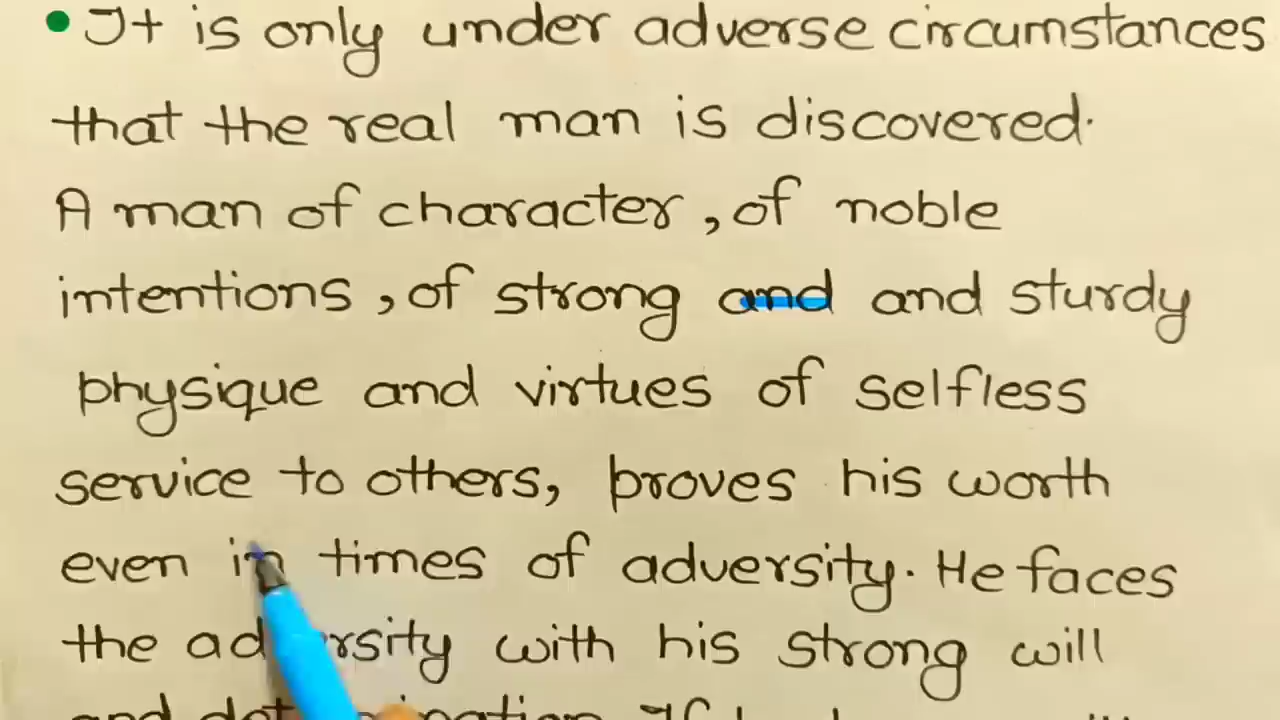 • It is only under adverse circumstances
that the real man is discovered.
A man of character, of noble
intentions, of strong and and sturdy
physique and virtues of selfless
service to others, proves his worth
even in times of adversity. He faces
the adversity with his strong will
and